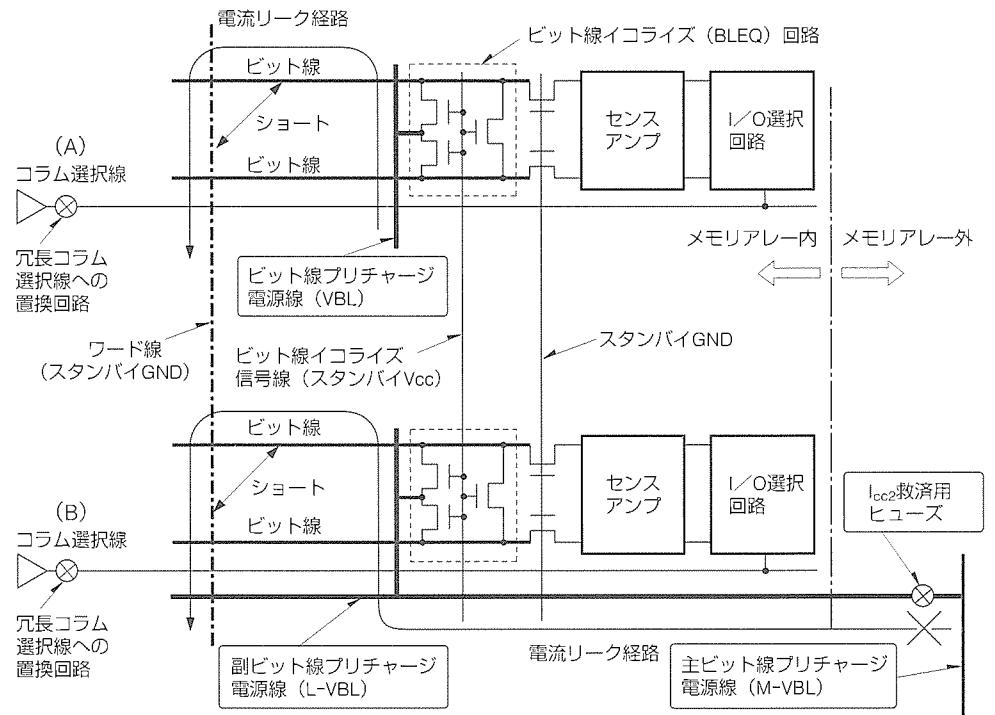 電流リーク経路
ビット線イコライズ（BLEQ）回路
ビット線
ショート
ビット線
センス
アンプ
I／O選択
回路
（A）
コラム選択線
冗長コラム
選択線への
置換回路
ビット線プリチャージ
電源線（VBL）
メモリアレー内
メモリアレー外
ワード線
（スタンバイGND）
ビット線イコライズ
信号線（スタンバイVcc）
スタンバイGND
ビット線
ショート
ビット線
センス
アンプ
I／O選択
回路
Icc2救済用
ヒューズ
（B）
コラム選択線
冗長コラム
選択線への
置換回路
副ビット線プリチャージ
電源線（L-VBL）
電流リーク経路
主ビット線プリチャージ
電源線（M-VBL）